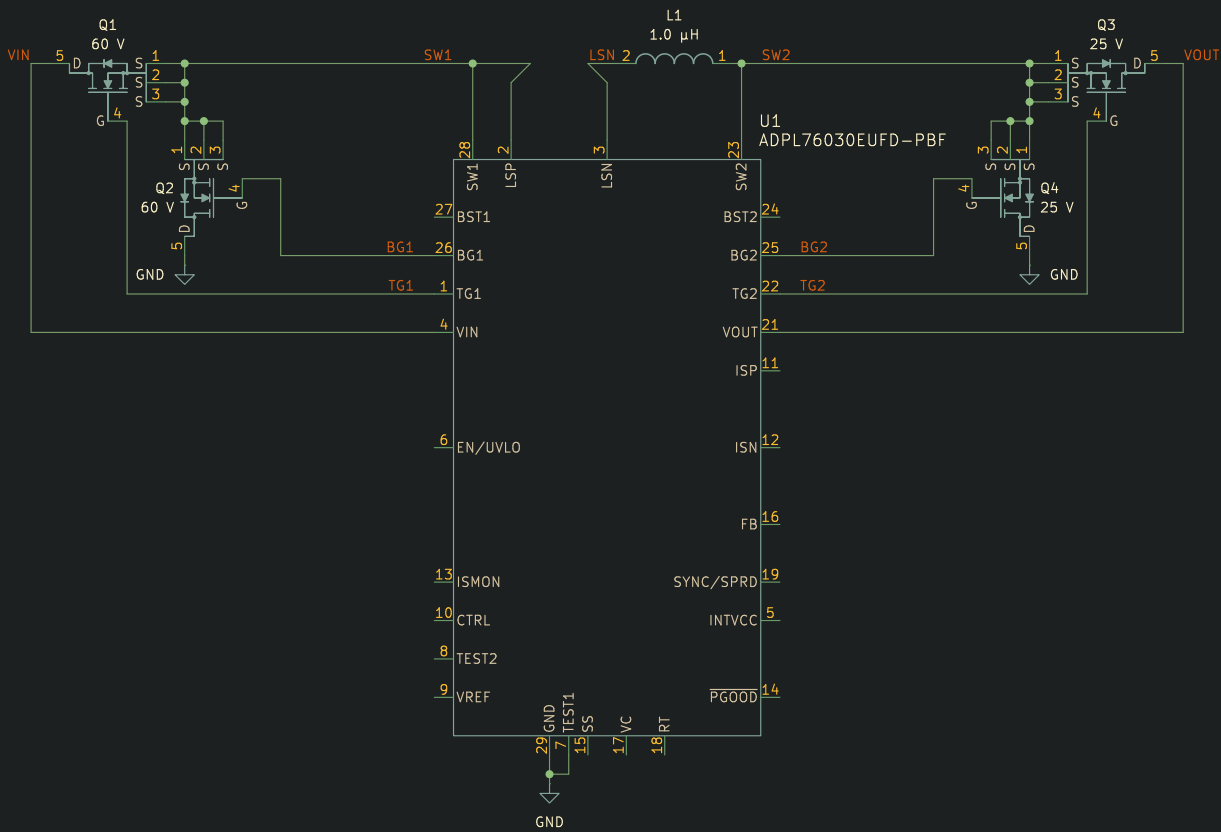 Q1
60 V
VIN
5
D
S
1
S
2
S
3
4
G
SW1
L1
1.0 µH
LSN
2
1
SW2
Q3
25 V
1
S
2
S
3
S
D
5
VOUT
4
G
1
2
3
S
S
S
Q2
60 V
4
G
D
5
GND
3
2
1
S
S
S
Q4
25 V
4
G
D
5
GND
U1
ADPL76030EUFD-PBF
28
SW1
2
LSP
3
LSN
23
SW2
27
BST1
BST2
24
BG1
26
BG1
BG2
25
BG2
TG1
1
TG1
TG2
22
TG2
4
VIN
VOUT
21
ISP
11
6
EN/UVLO
ISN
12
FB
16
13
ISMON
SYNC/SPRD
19
10
CTRL
INTVCC
5
8
TEST2
9
VREF
PGOOD
14
GND
TEST1
SS
VC
RT
29
7
15
17
18
GND